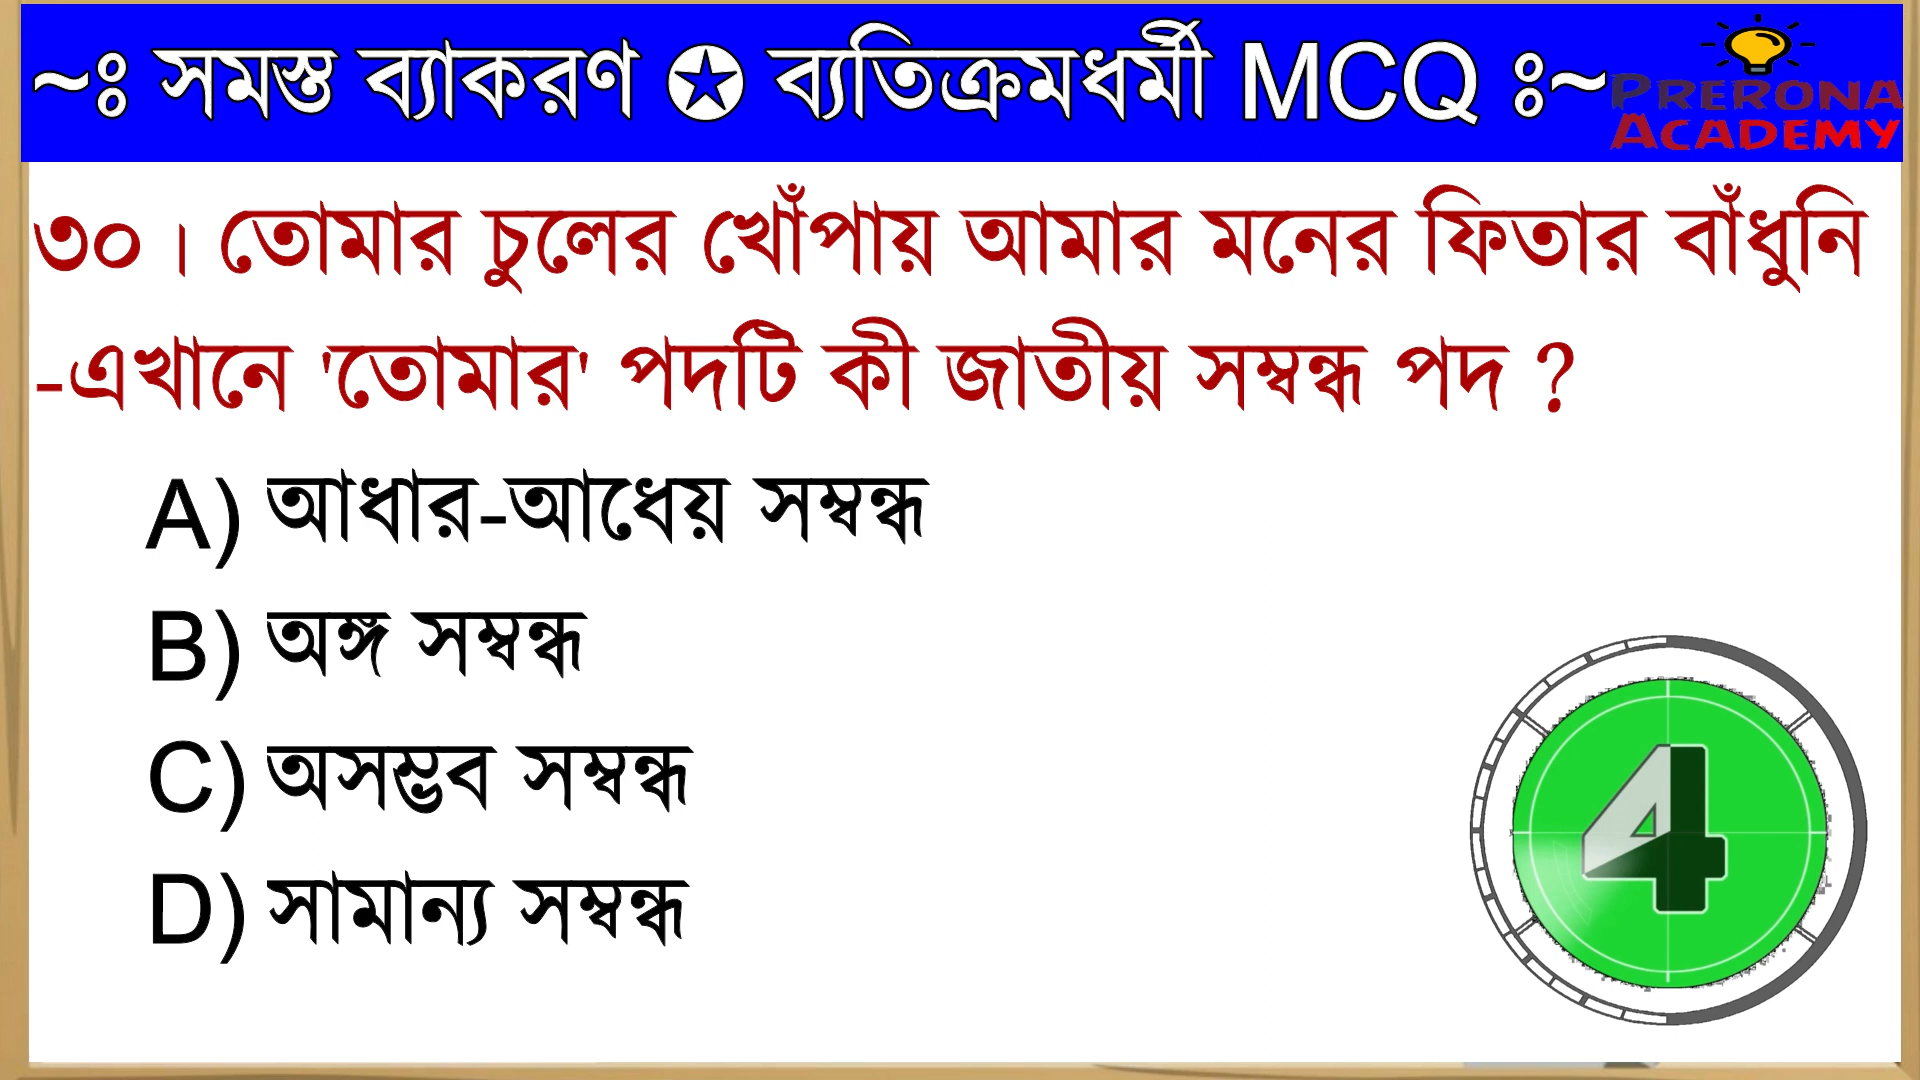 ~ঃ সমস্ত ব্যাকরণ ✪ ব্যতিক্রমধর্মী MCQ ঃ~
PRERONA
ACADEMY
৩০। তোমার চুলের খোঁপায় আমার মনের ফিতার বাঁধুনি
-এখানে 'তোমার' পদটি কী জাতীয় সম্বন্ধ পদ ?
A) আধার-আধেয় সম্বন্ধ
B) অঙ্গ সম্বন্ধ
C) অসম্ভব সম্বন্ধ
D) সামান্য সম্বন্ধ
4